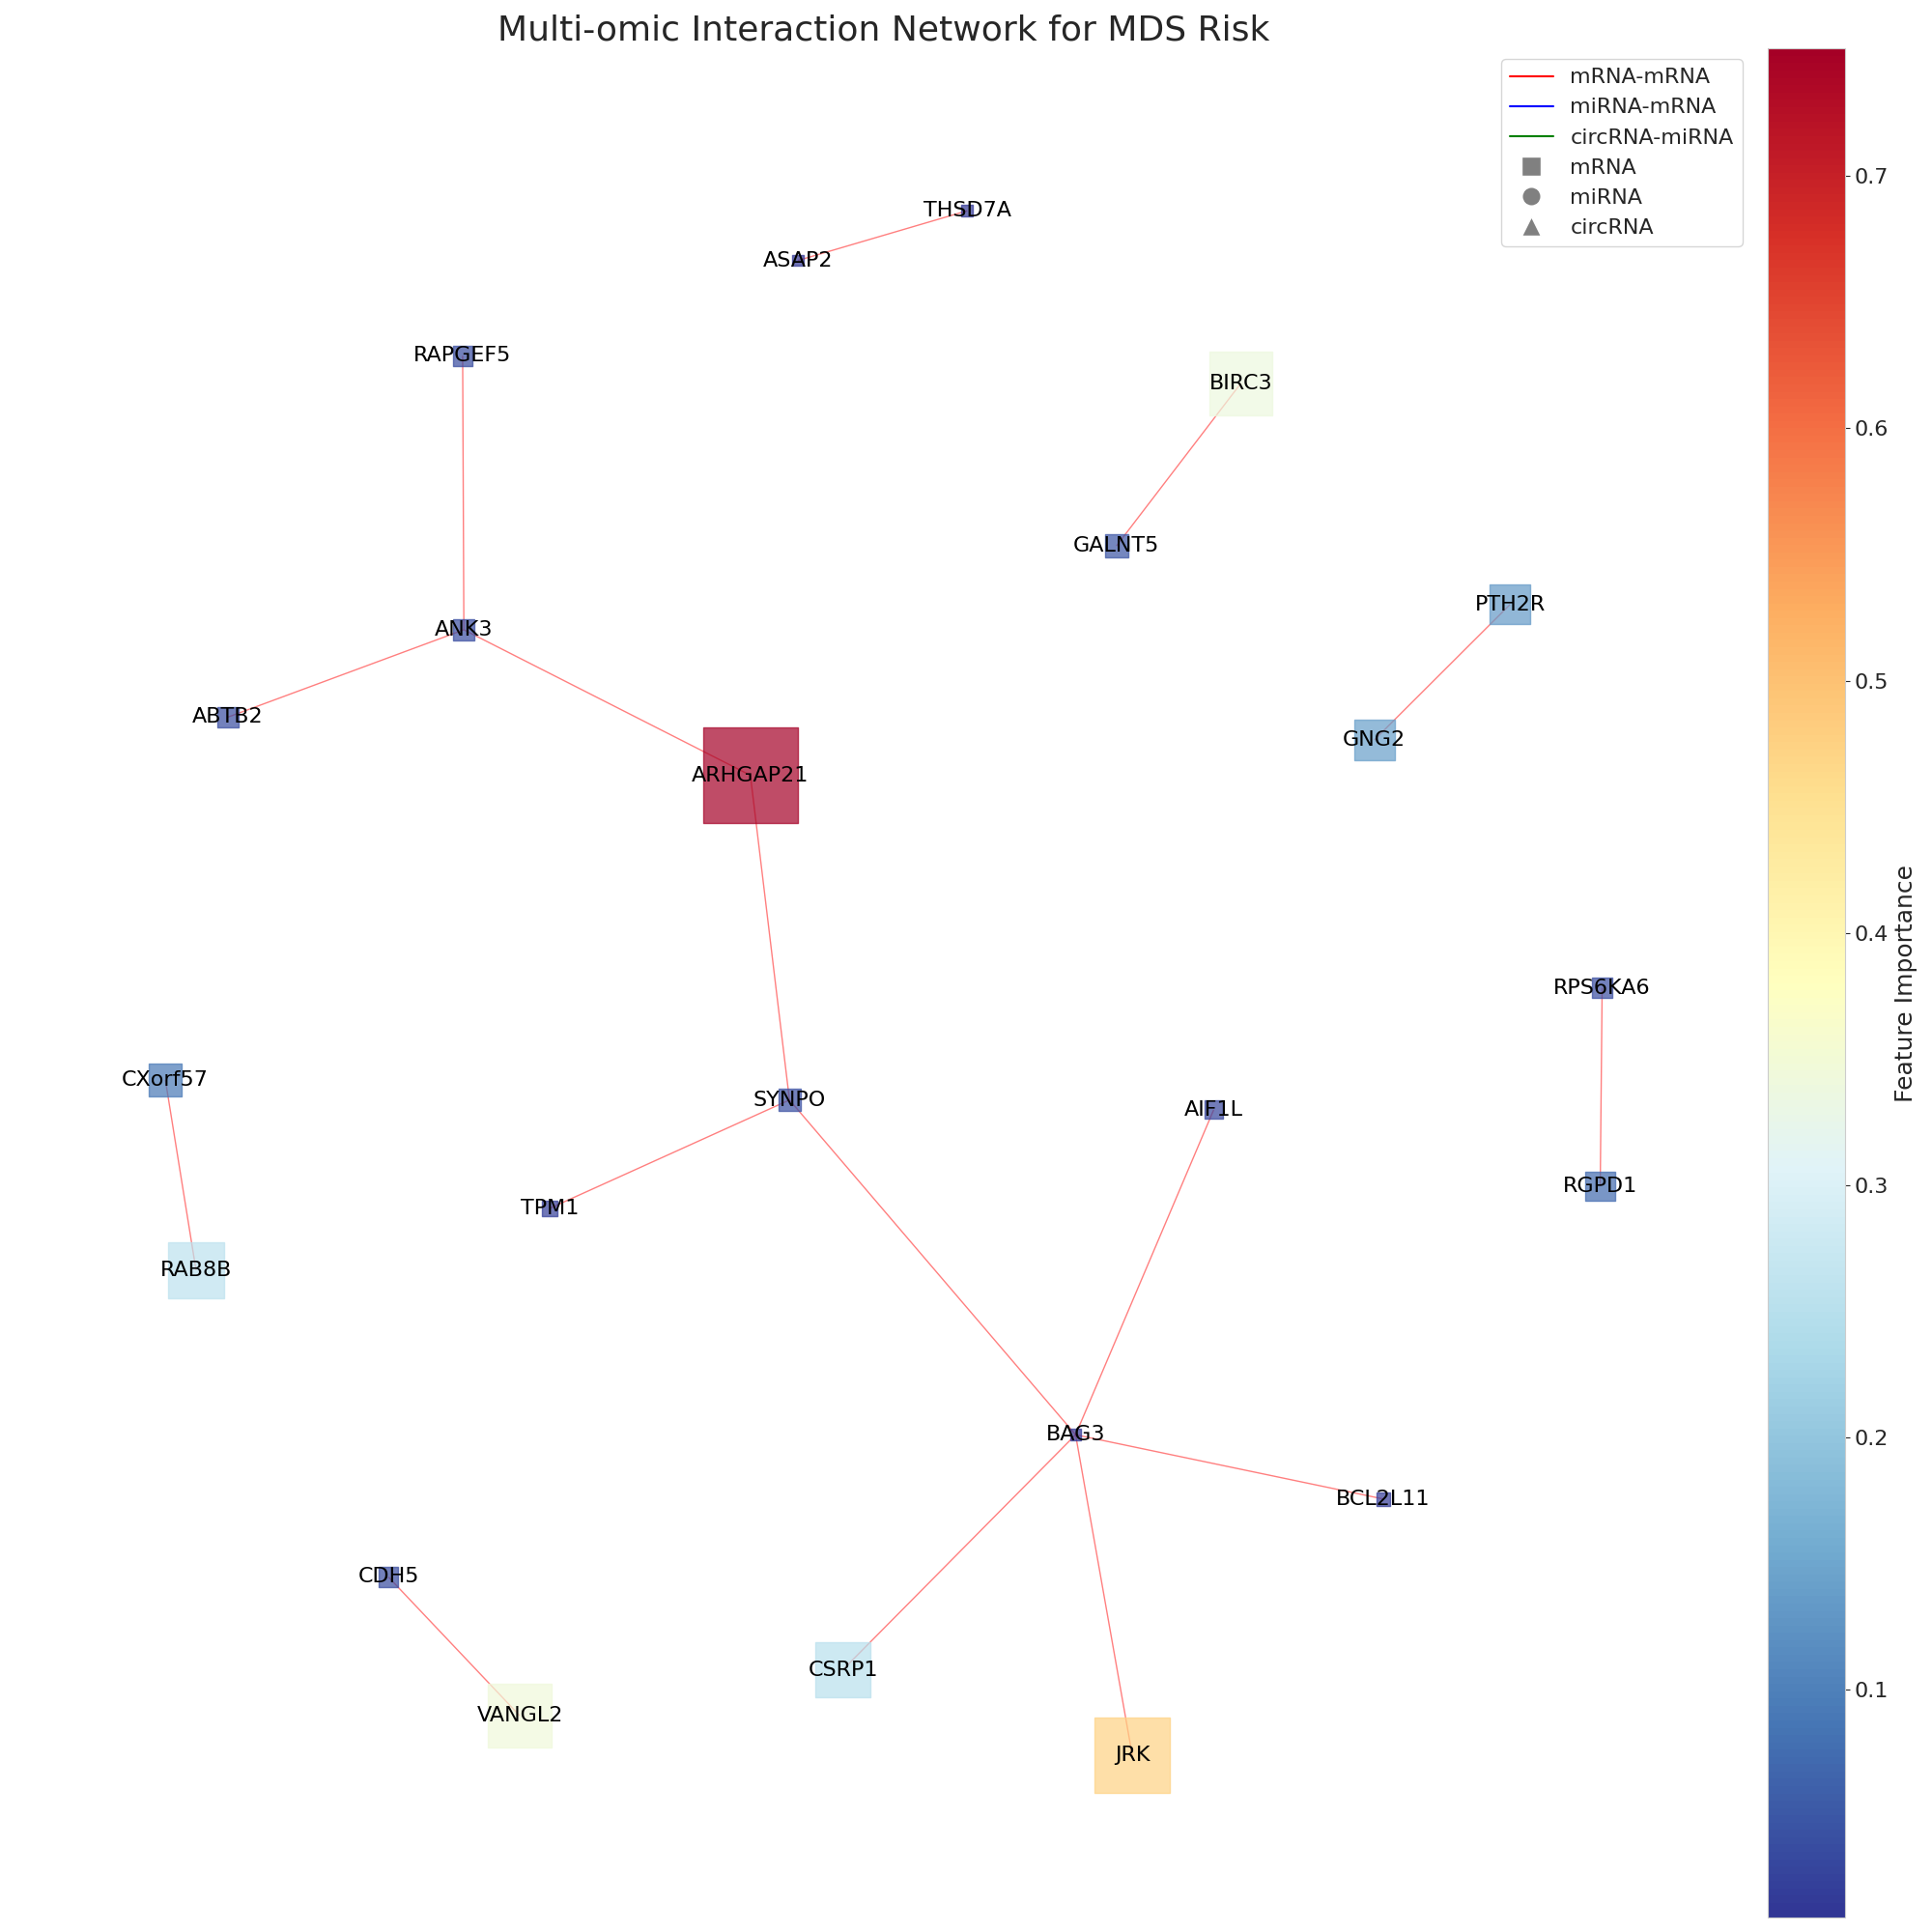 Multi-omic Interaction Network for MDS Risk
mRNA-mRNA
miRNA-mRNA
circRNA-miRNA
mRNA
miRNA
circRNA
THSD7A
ASAP2
RAPGEF5
BIRC3
GALNT5
PTH2R
ANK3
ABTB2
GNG2
ARHGAP21
RPS6KA6
CXorf57
SYNPO
AIF1L
RGPD1
TPM1
RAB8B
BAG3
BCL2L11
CDH5
CSRP1
VANGL2
JRK
0.7
0.6
0.5
0.4
0.3
0.2
0.1
Feature Importance